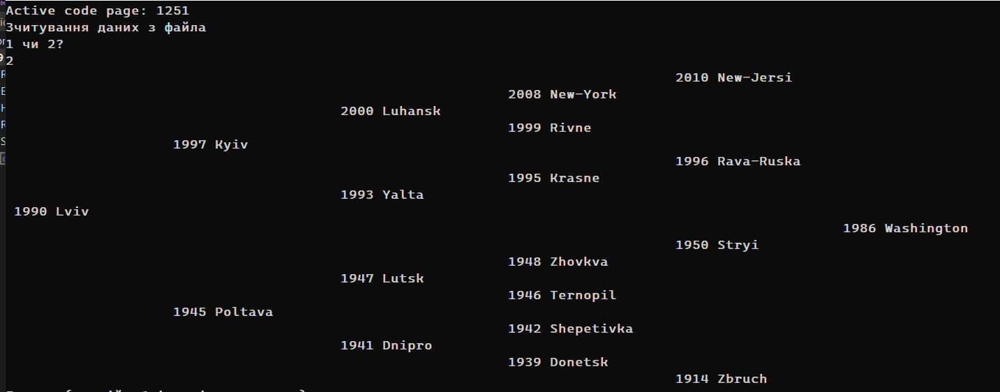 Active code page: 1251
Зчитування даних з файла
1 чи 2?
2
2010 New-Jersi
2008 New-York
2000 Luhansk
1999 Rivne
1997 Kyiv
1996 Rava-Ruska
1995 Krasne
1993 Yalta
1990 Lviv
1986 Washington
1950 Stryi
1948 Zhovkva
1947 Lutsk
1946 Ternopil
1945 Poltava
1942 Shepetivka
1941 Dnipro
1939 Donetsk
1914 Zbruch